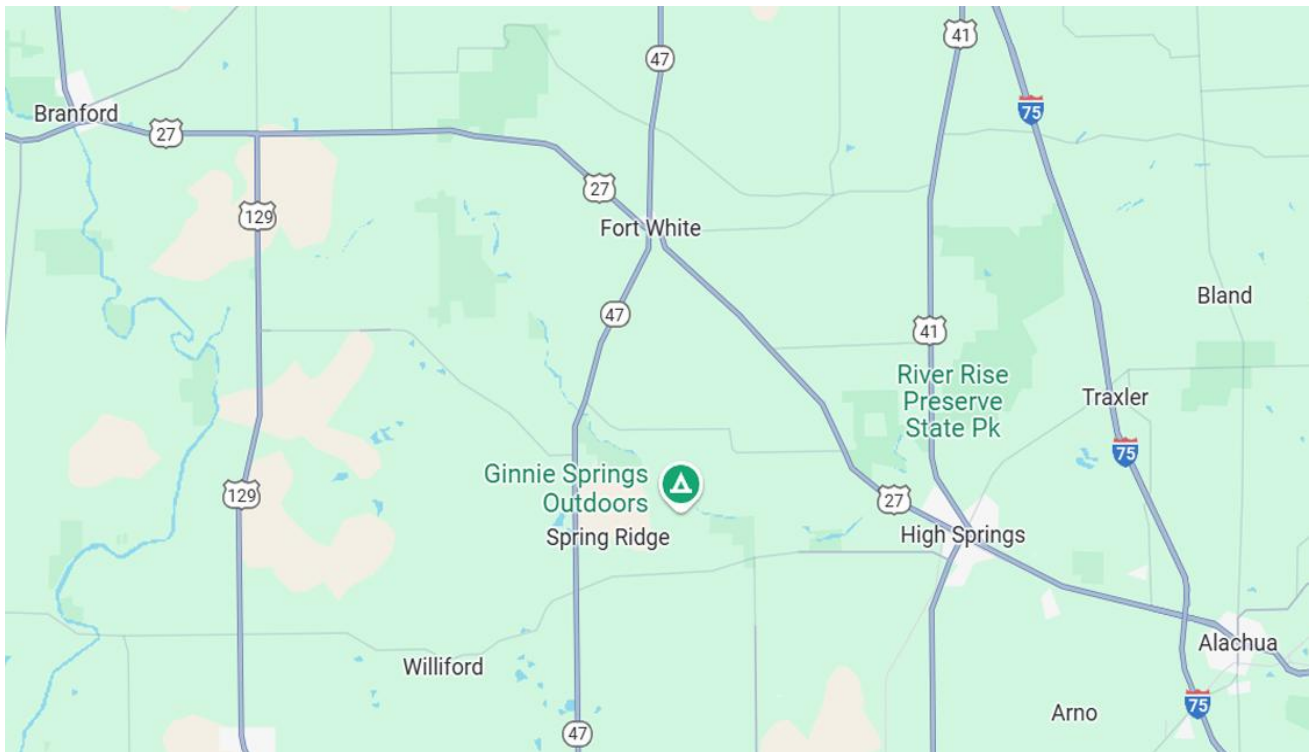 41
47
75
Branford
27
27
129
Fort White
Bland
47
41
River Rise
Preserve
State Pk
Traxler
75
Ginnie Springs
Outdoors
129
27
Spring Ridge
High Springs
Alachua
Williford
75
Arno
47